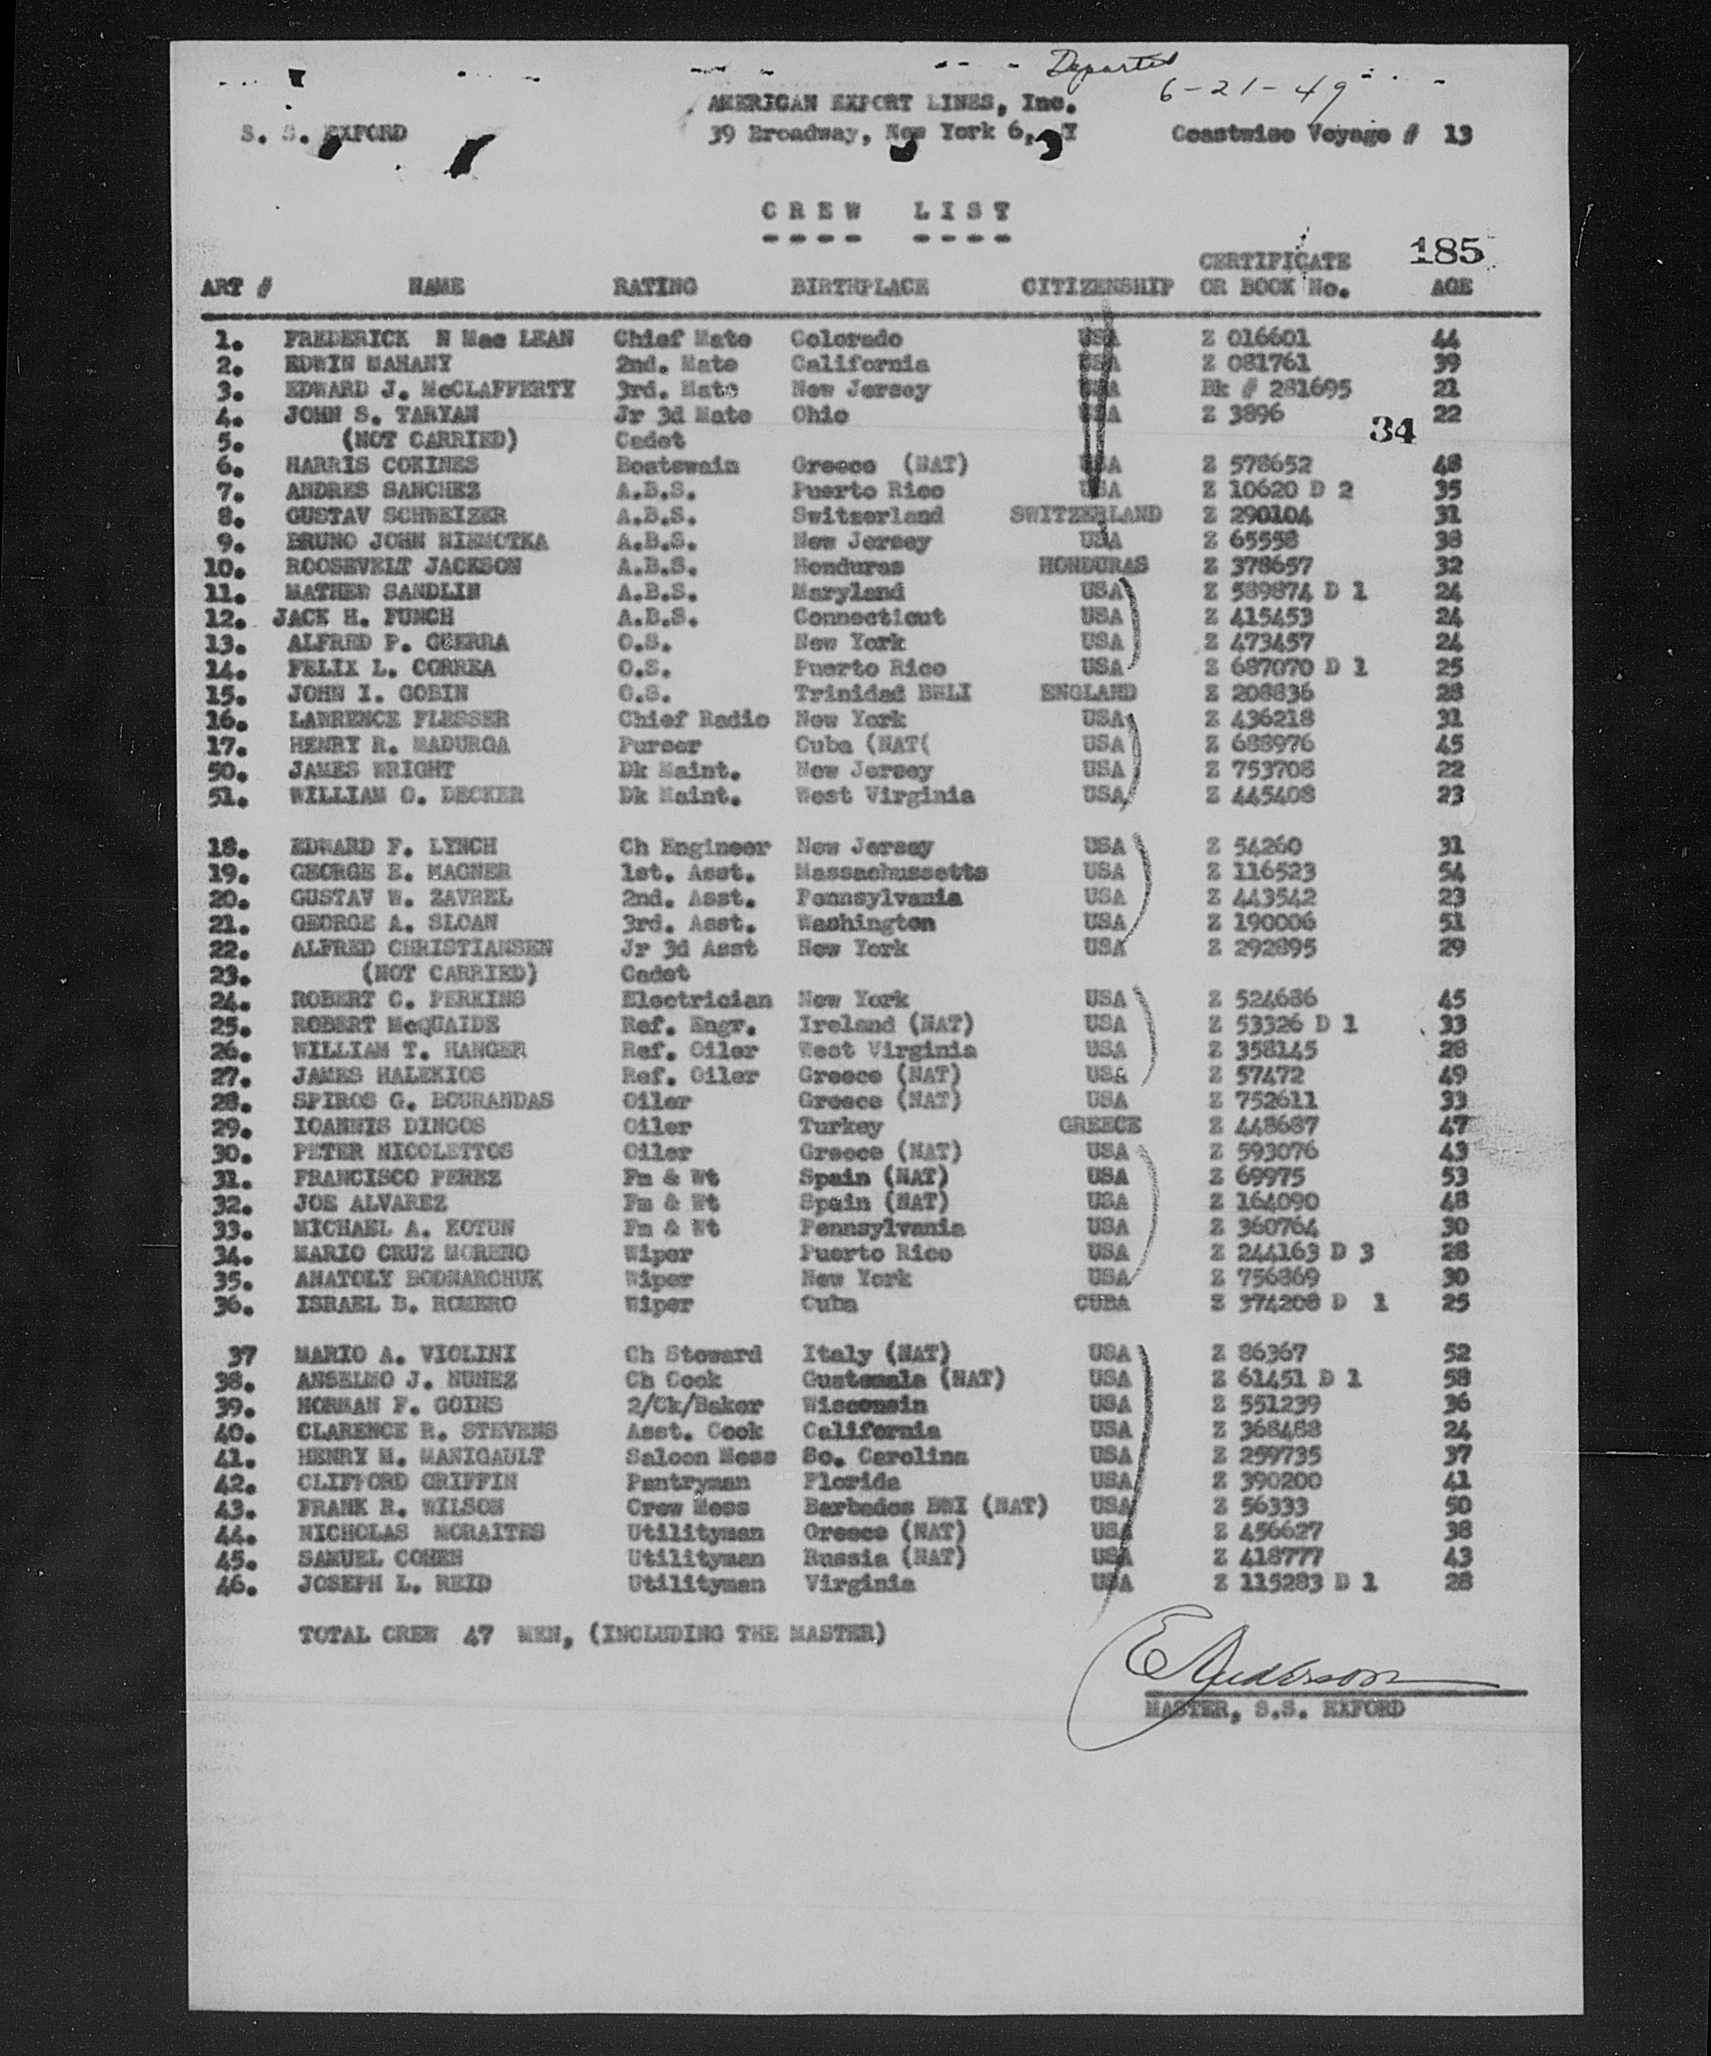 Departed
6-21-49
AMERICAN EXPORT LINES, Inc.
S. S. EXFORD 39 Broadway, New York 6, NY Coastwise Voyage # 13
CREW LIST
185
CERTIFICATE
ART # NAME RATING BIRTHPLACE CITIZENSHIP OR BOOK No. AGE
1. FREDERICK N Mac LEAN Chief Mate Colorado USA Z 016601 44
2. EDWIN MAHANY 2nd. Mate California USA Z 081761 39
3. EDWARD J. McCLAFFERTY 3rd. Mate New Jersey USA Bk # 281695 21
4. JOHN S. TARYAN Jr 3d Mate Ohio USA Z 3896 22
34
5. (NOT CARRIED) Cadet
6. HARRIS COKINES Boatswain Greece (NAT) USA Z 578652 48
7. ANDRES SANCHEZ A.B.S. Puerto Rico USA Z 10620 D 2 35
8. GUSTAV SCHWEIZER A.B.S. Switzerland SWITZERLAND Z 290104 31
9. BRUNO JOHN NIEMOTKA A.B.S. New Jersey USA Z 65558 38
10. ROOSEVELT JACKSON A.B.S. Honduras HONDURAS Z 378657 32
11. MATHEW SANDLIN A.B.S. Maryland USA Z 589874 D 1 24
12. JACK H. FUNCH A.B.S. Connecticut USA Z 415453 24
13. ALFRED P. GUERRA O.S. New York USA Z 473457 24
14. FELIX L. CORREA O.S. Puerto Rico USA Z 687070 D 1 25
15. JOHN I. GOBIN O.S. Trinidad BWLI ENGLAND Z 208836 28
16. LAWRENCE FLESSER Chief Radio New York USA Z 436218 31
17. HENRY R. MADURGA Purser Cuba (NAT( USA Z 688976 45
50. JAMES WRIGHT Dk Maint. New Jersey USA Z 753708 22
51. WILLIAM O. DECKER Dk Maint. West Virginia USA Z 445408 23
18. EDWARD F. LYNCH Ch Engineer New Jersey USA Z 54260 31
19. GEORGE E. MAGNER 1st. Asst. Massachussetts USA Z 116523 54
20. GUSTAV W. ZAVREL 2nd. Asst. Pennsylvania USA Z 443542 23
21. GEORGE A. SLOAN 3rd. Asst. Washington USA Z 190006 51
22. ALFRED CHRISTIANSEN Jr 3d Asst New York USA Z 292895 29
23. (NOT CARRIED) Cadet
24. ROBERT C. PERKINS Electrician New York USA Z 524686 45
25. ROBERT McQUAIDE Ref. Engr. Ireland (NAT) USA Z 53326 D 1 33
26. WILLIAM T. HANGER Ref. Oiler West Virginia USA Z 358145 28
27. JAMES HALEKIOS Ref. Oiler Greece (NAT) USA Z 57472 49
28. SPIROS G. BOURANDAS Oiler Greece (NAT) USA Z 752611 33
29. IOANNIS DINGOS Oiler Turkey GREECE Z 448687 47
30. PETER NICOLETTOS Oiler Greece (NAT) USA Z 593076 43
31. FRANCISCO PEREZ Fm & Wt Spain (NAT) USA Z 69975 53
32. JOE ALVAREZ Fm & Wt Spain (NAT) USA Z 164090 48
33. MICHAEL A. KOTUN Fm & Wt Pennsylvania USA Z 360764 30
34. MARIO CRUZ MORENO Wiper Puerto Rico USA Z 244163 D 3 28
35. ANATOLY BODNARCHUK Wiper New York USA Z 756869 30
36. ISRAEL B. ROMERO Wiper Cuba CUBA Z 374208 D 1 25
37 MARIO A. VIOLINI Ch Steward Italy (NAT) USA Z 86367 52
38. ANSELMO J. NUNEZ Ch Cook Guatemala (NAT) USA Z 61451 D 1 58
39. NORMAN F. GOINS 2/Ck/Baker Wisconsin USA Z 551239 36
40. CLARENCE R. STEVENS Asst. Cook California USA Z 368488 24
41. HENRY M. MANIGAULT Saloon Mess So. Carolina USA Z 259735 37
42. CLIFFORD GRIFFIN Pantryman Florida USA Z 390200 41
43. FRANK R. WILSON Crew Mess Barbados BWI (NAT) USA Z 56333 50
44. NICHOLAS MORAITES Utilityman Greece (NAT) USA Z 456627 38
45. SAMUEL COHEN Utilityman Russia (NAT) USA Z 418777 43
46. JOSEPH L. REID Utilityman Virginia USA Z 115283 D 1 28
TOTAL CREW 47 MEN, (INCLUDING THE MASTER)
E Anderson
MASTER, S.S. EXFORD